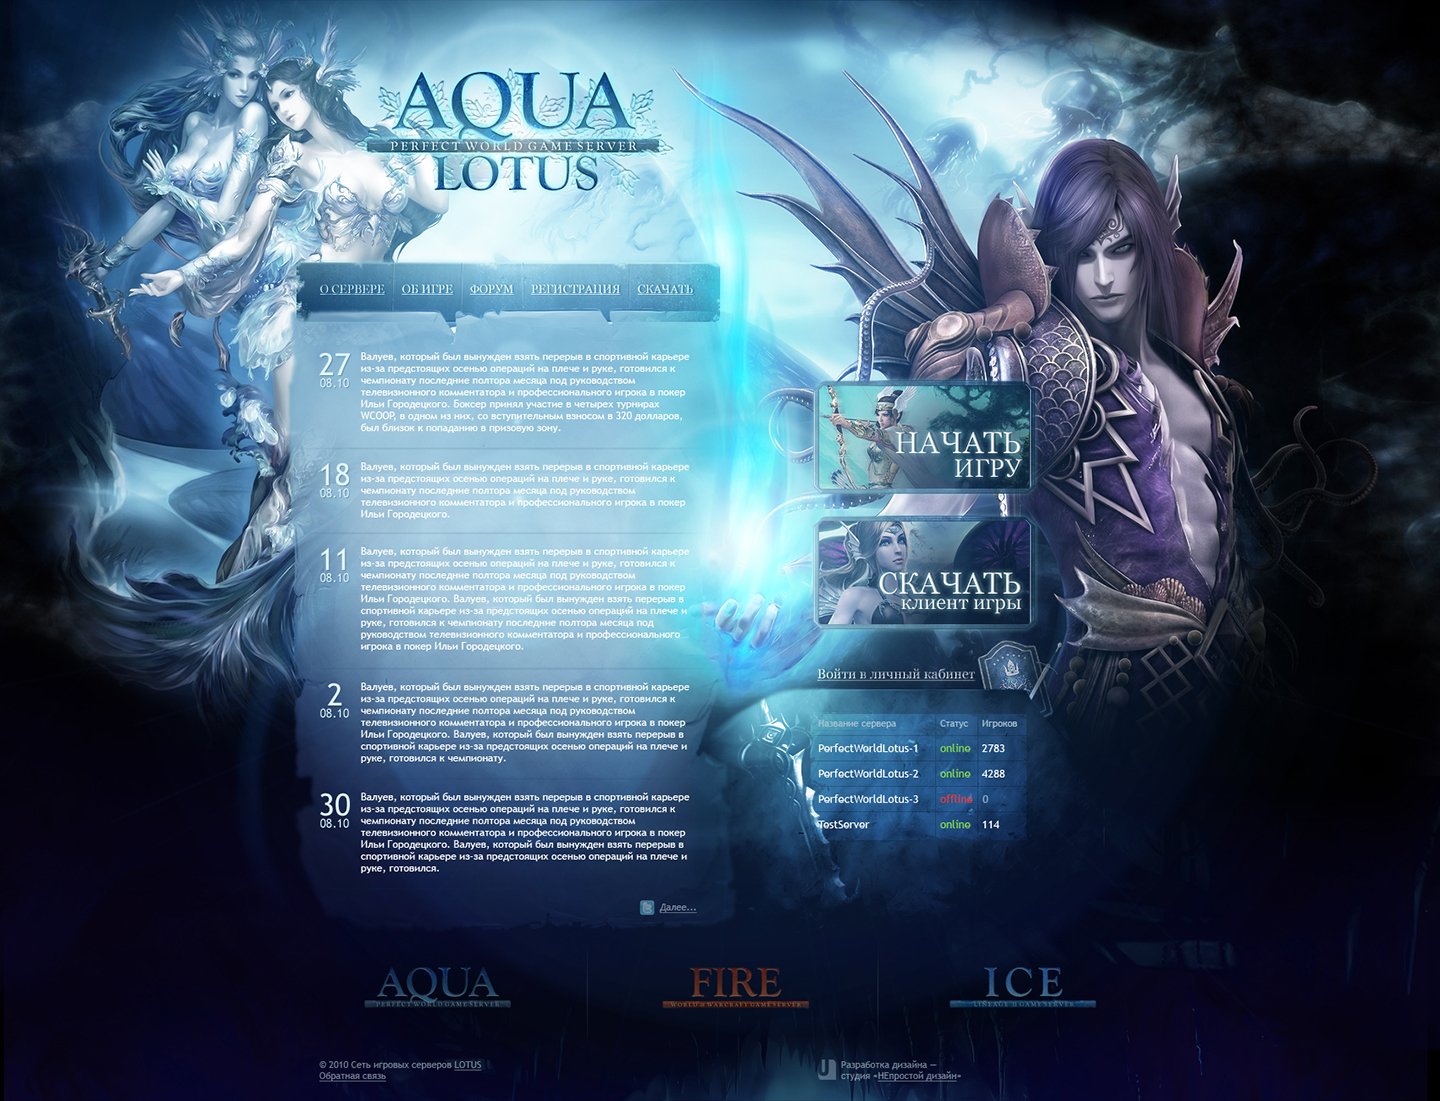 AQUA
PERFECT WORLD GAME SERVER
LOTUS
О СЕРВЕРЕ
ОБ ИГРЕ
ФОРУМ
РЕГИСТРАЦИЯ
СКАЧАТЬ
27
08.10
Валуев, который был вынужден взять перерыв в спортивной карьере
из-за предстоящих осенью операций на плече и руке, готовился к
чемпионату последние полтора месяца под руководством
телевизионного комментатора и профессионального игрока в покер
Ильи Городецкого. Боксер принял участие в четырех турнирах
WCOOP, в одном из них, со вступительным взносом в 320 долларов,
был близок к попаданию в призовую зону.
18
08.10
Валуев, который был вынужден взять перерыв в спортивной карьере
из-за предстоящих осенью операций на плече и руке, готовился к
чемпионату последние полтора месяца под руководством
телевизионного комментатора и профессионального игрока в покер
Ильи Городецкого.
11
08.10
Валуев, который был вынужден взять перерыв в спортивной карьере
из-за предстоящих осенью операций на плече и руке, готовился к
чемпионату последние полтора месяца под руководством
телевизионного комментатора и профессионального игрока в покер
Ильи Городецкого. Валуев, который был вынужден взять перерыв в
спортивной карьере из-за предстоящих осенью операций на плече и
руке, готовился к чемпионату последние полтора месяца под
руководством телевизионного комментатора и профессионального
игрока в покер Ильи Городецкого.
2
08.10
Валуев, который был вынужден взять перерыв в спортивной карьере
из-за предстоящих осенью операций на плече и руке, готовился к
чемпионату последние полтора месяца под руководством
телевизионного комментатора и профессионального игрока в покер
Ильи Городецкого. Валуев, который был вынужден взять перерыв в
спортивной карьере из-за предстоящих осенью операций на плече и
руке, готовился к чемпионату.
30
08.10
Валуев, который был вынужден взять перерыв в спортивной карьере
из-за предстоящих осенью операций на плече и руке, готовился к
чемпионату последние полтора месяца под руководством
телевизионного комментатора и профессионального игрока в покер
Ильи Городецкого. Валуев, который был вынужден взять перерыв в
спортивной карьере из-за предстоящих осенью операций на плече и
руке, готовился.
Далее...
НАЧАТЬ
ИГРУ
СКАЧАТЬ
клиент игры
Войти в личный кабинет
Название сервера Статус Игроков
PerfectWorldLotus-1 online 2783
PerfectWorldLotus-2 online 4288
PerfectWorldLotus-3 offline 0
TestServer online 114
AQUA
PERFECT WORLD GAME SERVER
FIRE
WORLD OF WARCRAFT GAME SERVER
ICE
LINEAGE II GAME SERVER
© 2010 Сеть игровых серверов LOTUS
Обратная связь
Разработка дизайна —
студия «НЕпростой дизайн»